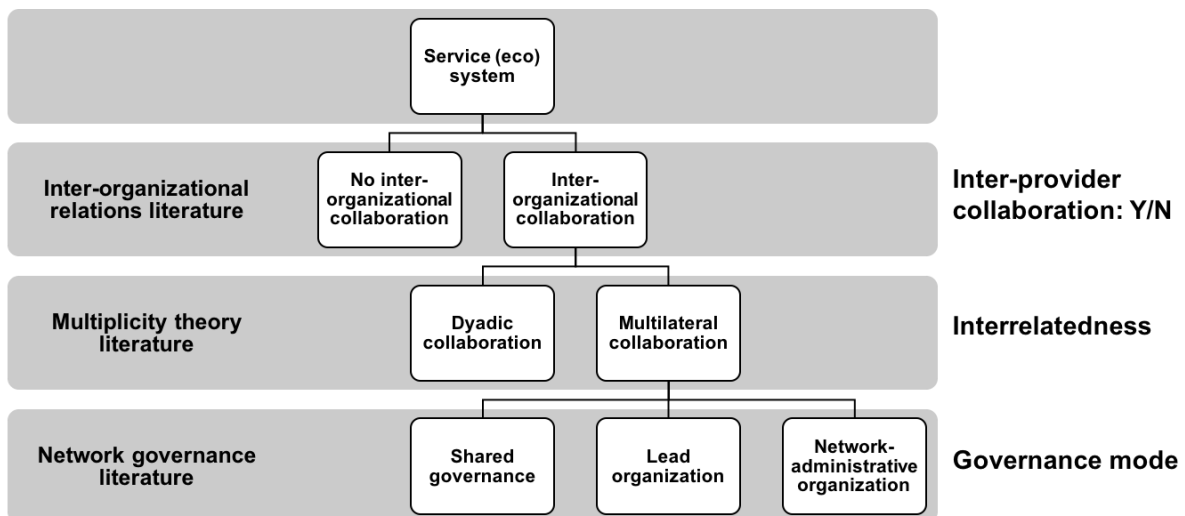 Service (eco)
system
Inter-organizational
relations literature
No inter-
organizational
collaboration
Inter-
organizational
collaboration
Inter-provider
collaboration: Y/N
Multiplicity theory
literature
Dyadic
collaboration
Multilateral
collaboration
Interrelatedness
Network governance
literature
Shared
governance
Lead
organization
Network-
administrative
organization
Governance mode